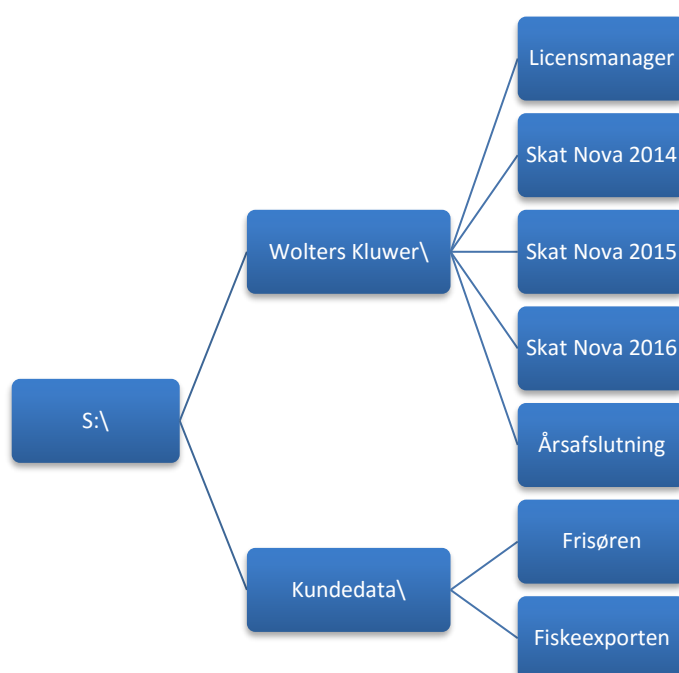 Licensmanager
Skat Nova 2014
Wolters Kluwer\
Skat Nova 2015
Skat Nova 2016
S:\
Årsafslutning
Frisøren
Kundedata\
Fiskeexporten